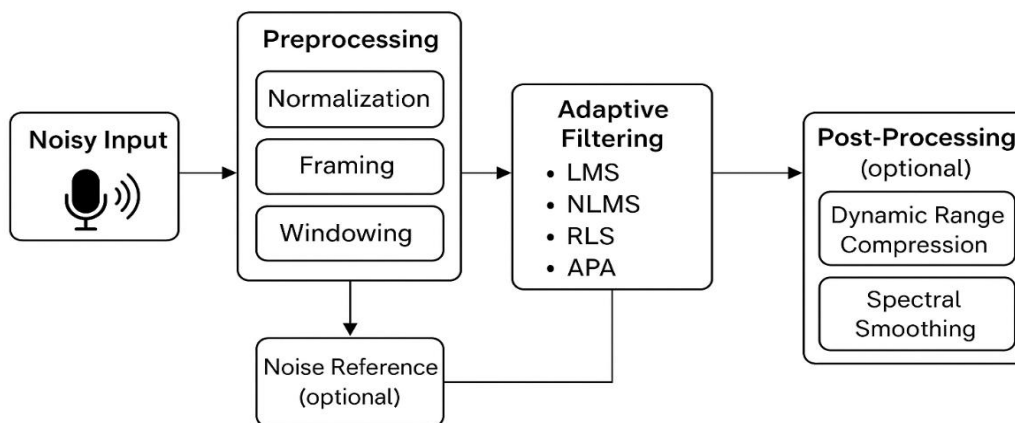 Noisy Input
Preprocessing
Normalization
Framing
Windowing
Noise Reference
(optional)
Adaptive
Filtering
• LMS
• NLMS
• RLS
• APA
Post-Processing
(optional)
Dynamic Range
Compression
Spectral
Smoothing